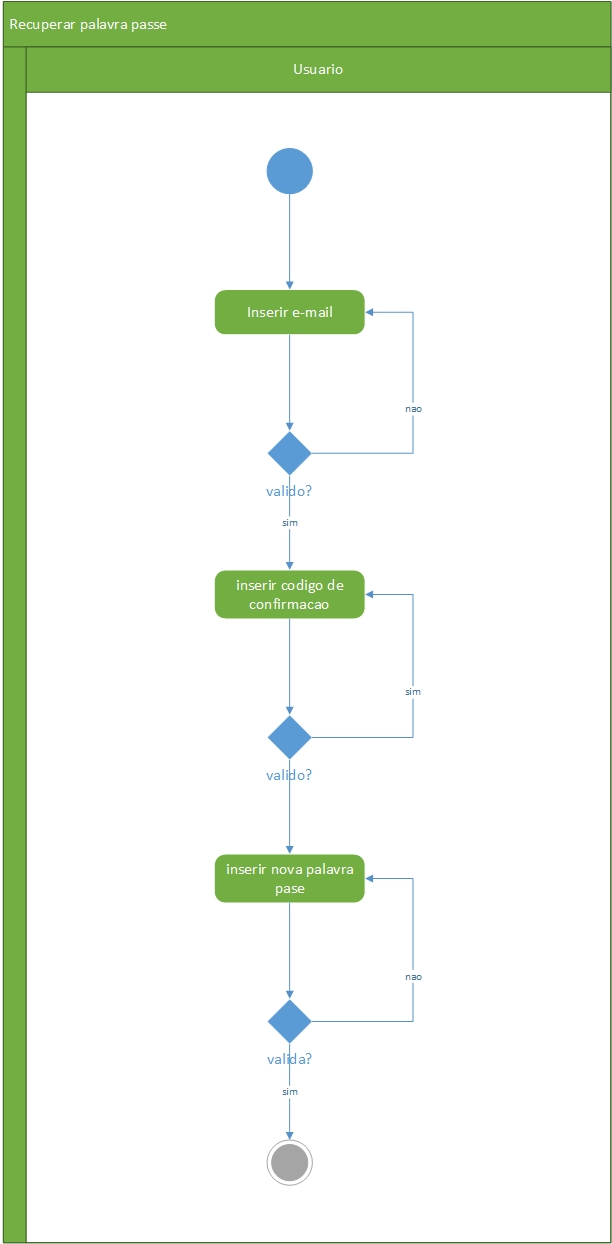 Recuperar palavra passe
Usuario
Inserir e-mail
nao
valido?
sim
inserir codigo de
confirmacao
sim
valido?
inserir nova palavra
pase
nao
valida?
sim